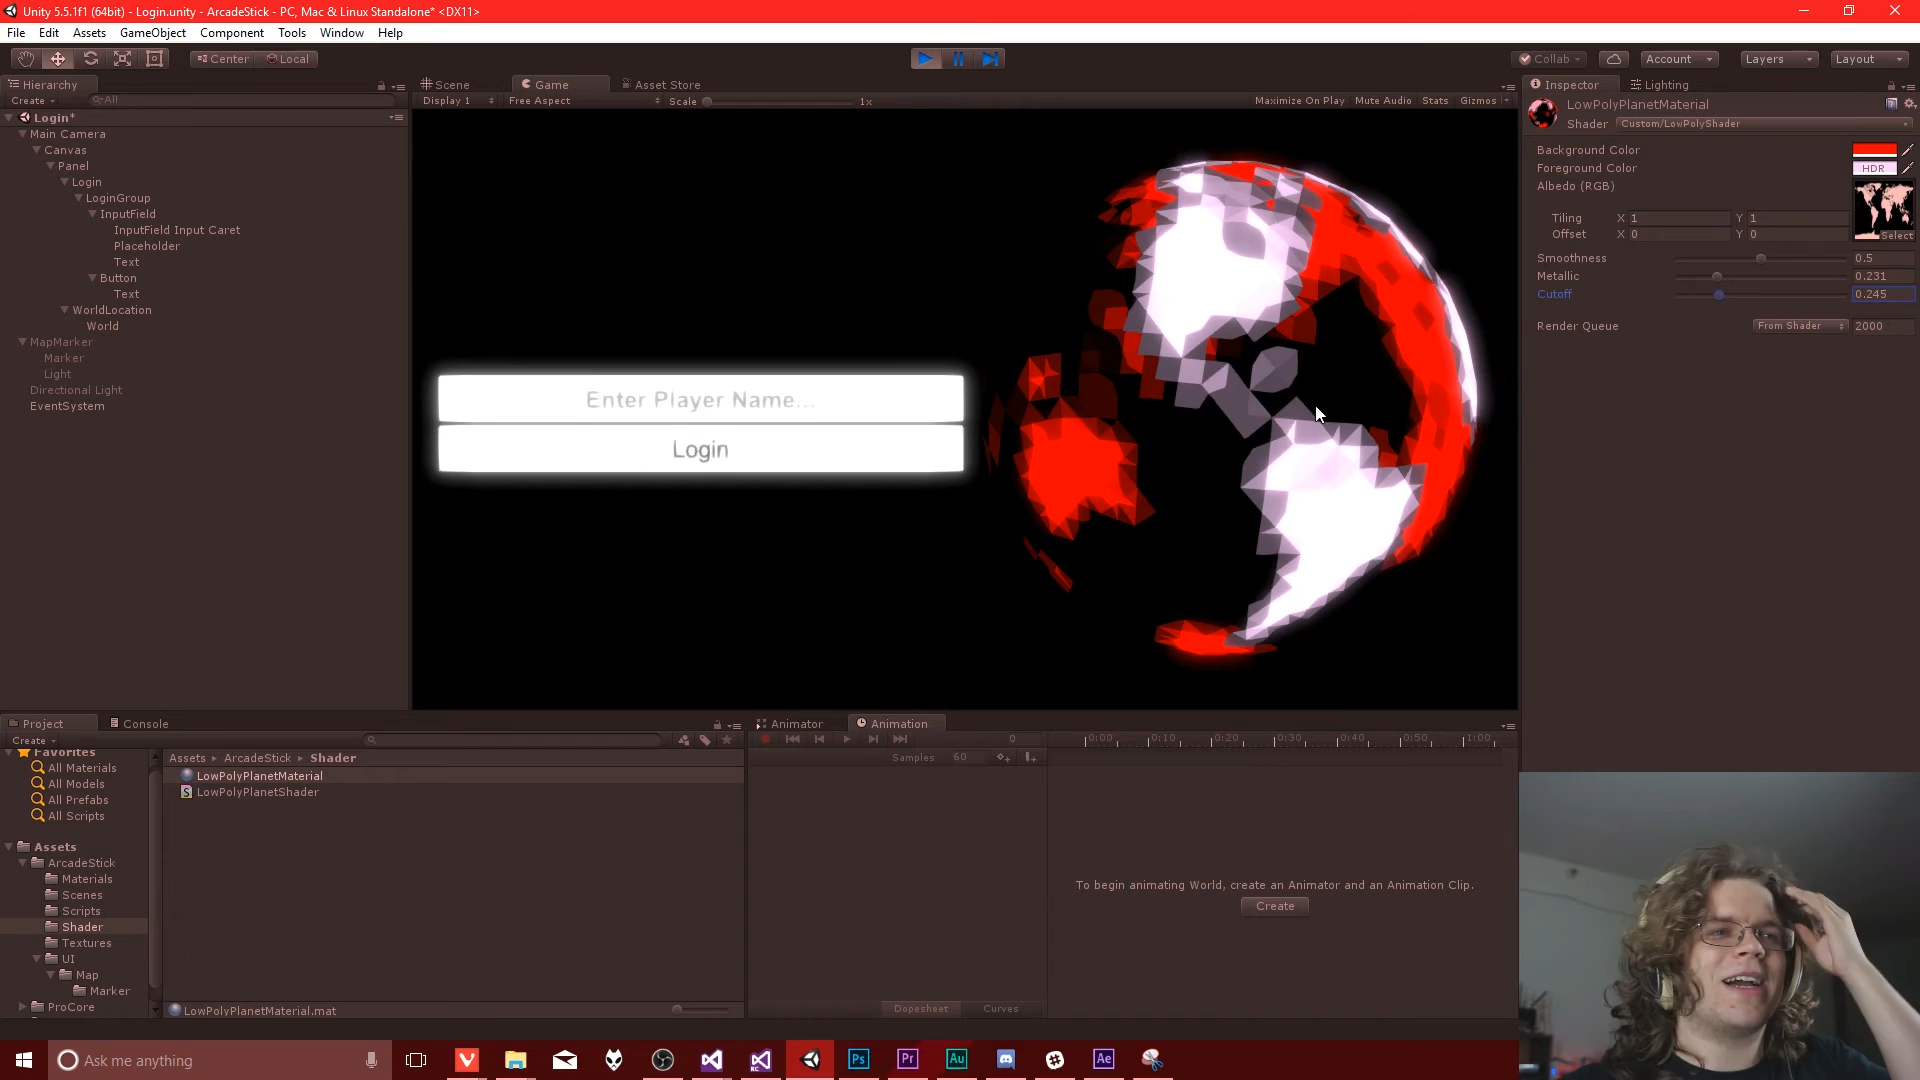 Unity 5.5.1f1 (64bit) - Login.unity - ArcadeStick - PC, Mac & Linux Standalone* <DX11>
File Edit Assets GameObject Component Tools Window Help
Center Local
Collab Account Layers Layout
Hierarchy
Create All
Login*
Main Camera
Canvas
Panel
Login
LoginGroup
InputField
InputField Input Caret
Placeholder
Text
Button
Text
WorldLocation
World
MapMarker
Marker
Light
Directional Light
EventSystem
Scene Game Asset Store
Display 1 Free Aspect Scale 1x Maximize On Play Mute Audio Stats Gizmos
Enter Player Name...
Login
Inspector Lighting
LowPolyPlanetMaterial
Shader Custom/LowPolyShader
Background Color
Foreground Color HDR
Albedo (RGB)
Tiling X 1 Y 1
Offset X 0 Y 0
Select
Smoothness 0.5
Metallic 0.231
Cutoff 0.245
Render Queue From Shader 2000
Project Console
Create
Favorites
All Materials
All Models
All Prefabs
All Scripts
Assets
ArcadeStick
Materials
Scenes
Scripts
Shader
Textures
UI
Map
Marker
ProCore
Assets ArcadeStick Shader
LowPolyPlanetMaterial
LowPolyPlanetShader
LowPolyPlanetMaterial.mat
Animator Animation
0
Samples 60
0:00 0:10 0:20 0:30 0:40 0:50 1:00
To begin animating World, create an Animator and an Animation Clip.
Create
Dopesheet Curves
Ask me anything
Ps Pr Au Ae